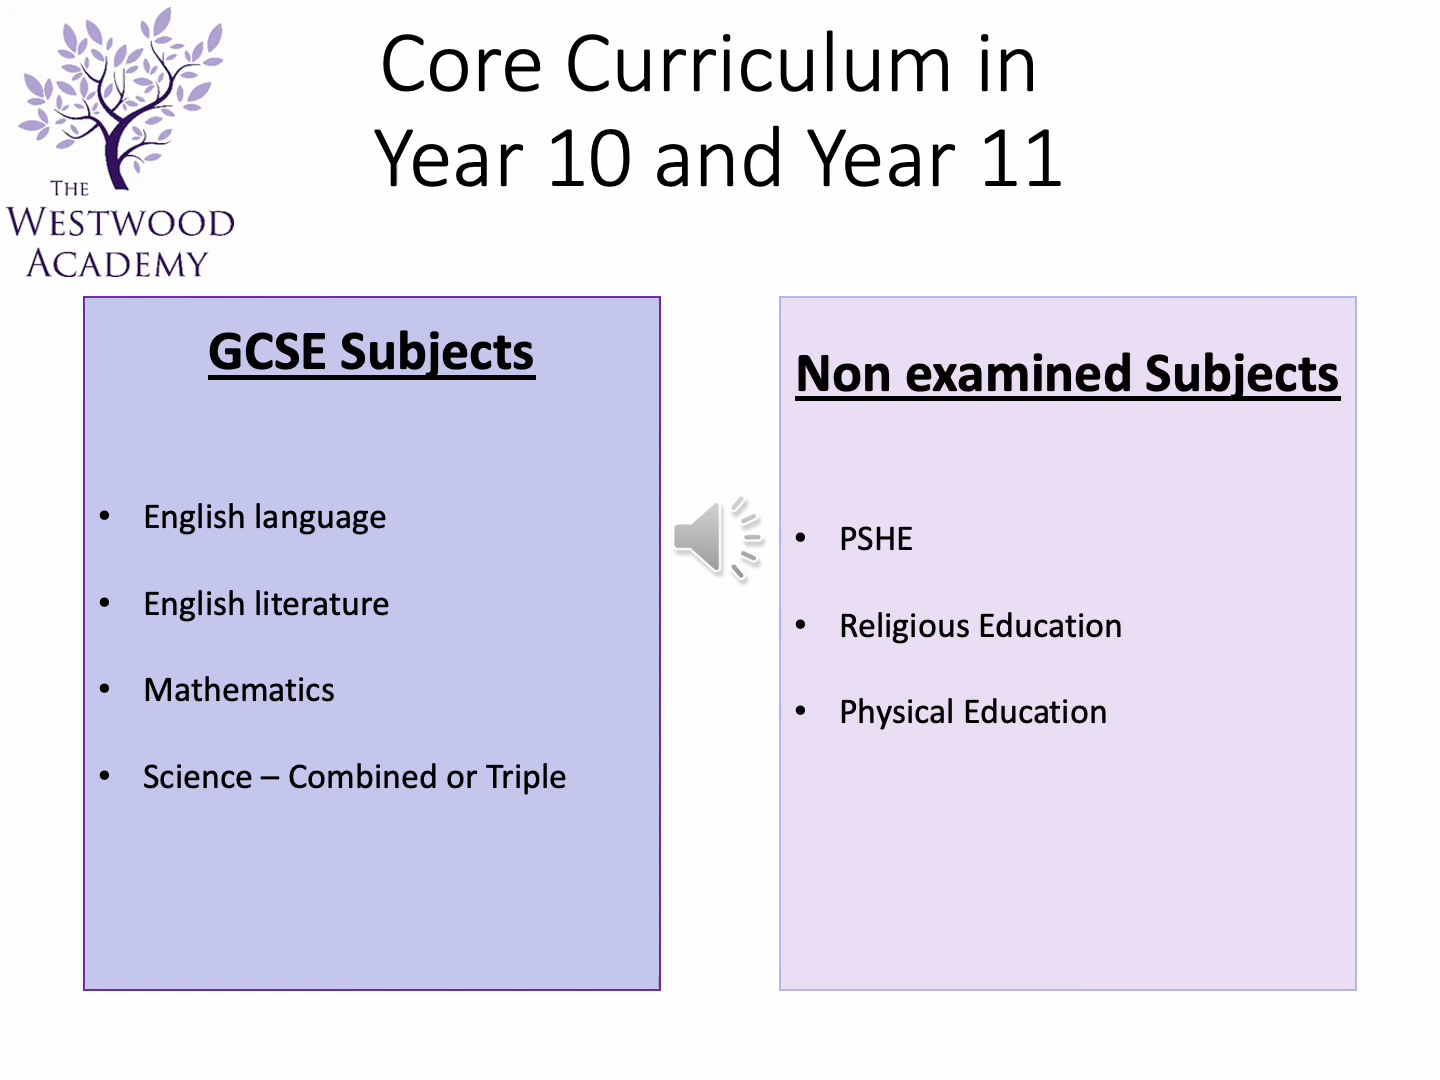 THE
WESTWOOD
ACADEMY
Core Curriculum in
Year 10 and Year 11
GCSE Subjects
• English language
• English literature
• Mathematics
• Science – Combined or Triple
Non examined Subjects
• PSHE
• Religious Education
• Physical Education